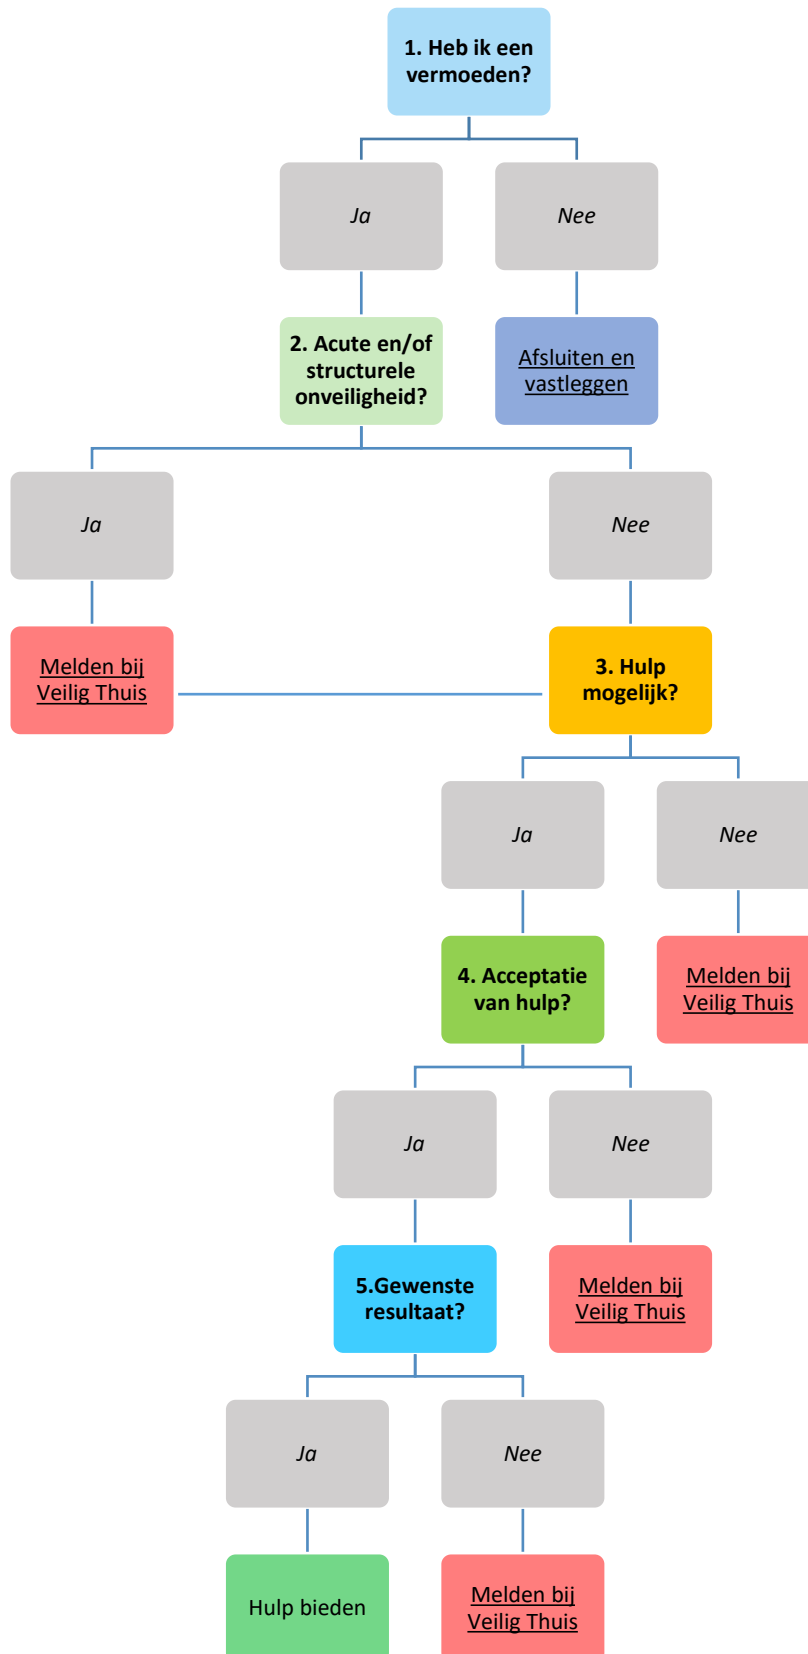 1. Heb ik een
vermoeden?
Ja
Nee
2. Acute en/of
structurele
onveiligheid?
Afsluiten en
vastleggen
Ja
Nee
Melden bij
Veilig Thuis
3. Hulp
mogelijk?
Ja
Nee
4. Acceptatie
van hulp?
Melden bij
Veilig Thuis
Ja
Nee
5.Gewenste
resultaat?
Melden bij
Veilig Thuis
Ja
Nee
Hulp bieden
Melden bij
Veilig Thuis